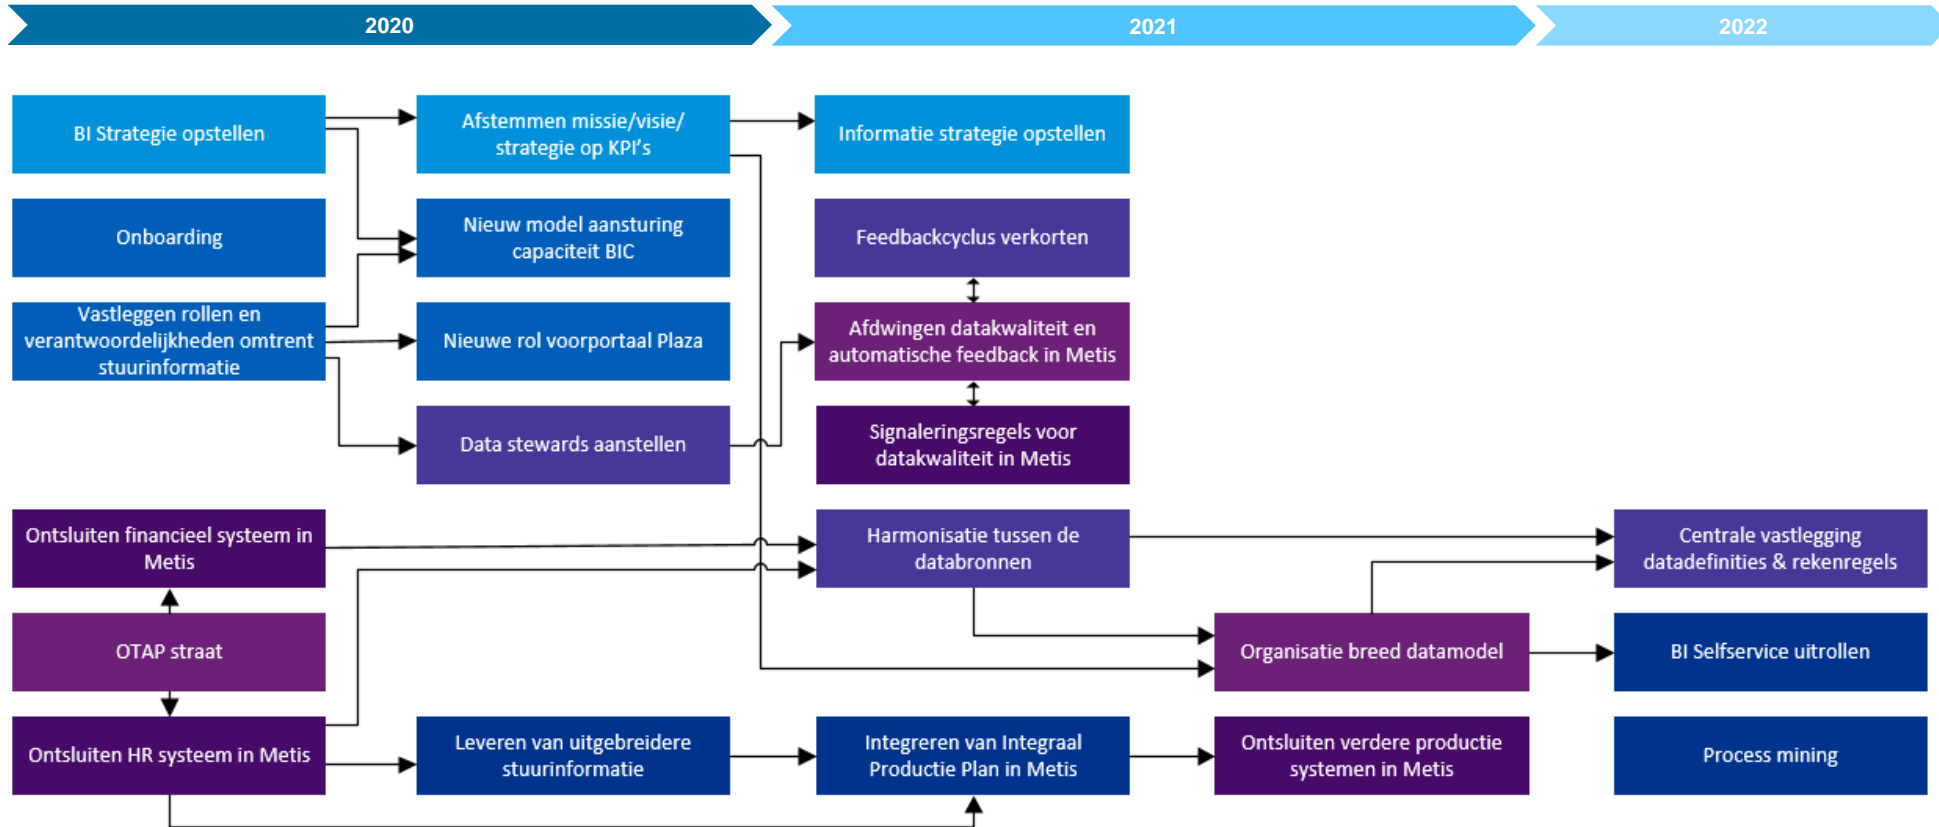 2020
2021
2022
BI Strategie opstellen
Afstemmen missie/visie/
strategie op KPI's
Informatie strategie opstellen
Onboarding
Nieuw model aansturing
capaciteit BIC
Feedbackcyclus verkorten
Vastleggen rollen en
verantwoordelijkheden omtrent
stuurinformatie
Nieuwe rol voorportaal Plaza
Afdwingen datakwaliteit en
automatische feedback in Metis
Data stewards aanstellen
Signaleringsregels voor
datakwaliteit in Metis
Ontsluiten financieel systeem in
Metis
Harmonisatie tussen de
databronnen
Centrale vastlegging
datadefinities & rekenregels
OTAP straat
Organisatie breed datamodel
BI Selfservice uitrollen
Ontsluiten HR systeem in Metis
Leveren van uitgebreidere
stuurinformatie
Integreren van Integraal
Productie Plan in Metis
Ontsluiten verdere productie
systemen in Metis
Process mining